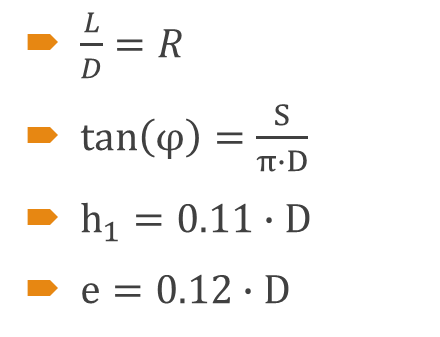 L/D = R
tan(φ) = S/π·D
h₁ = 0.11 · D
e = 0.12 · D